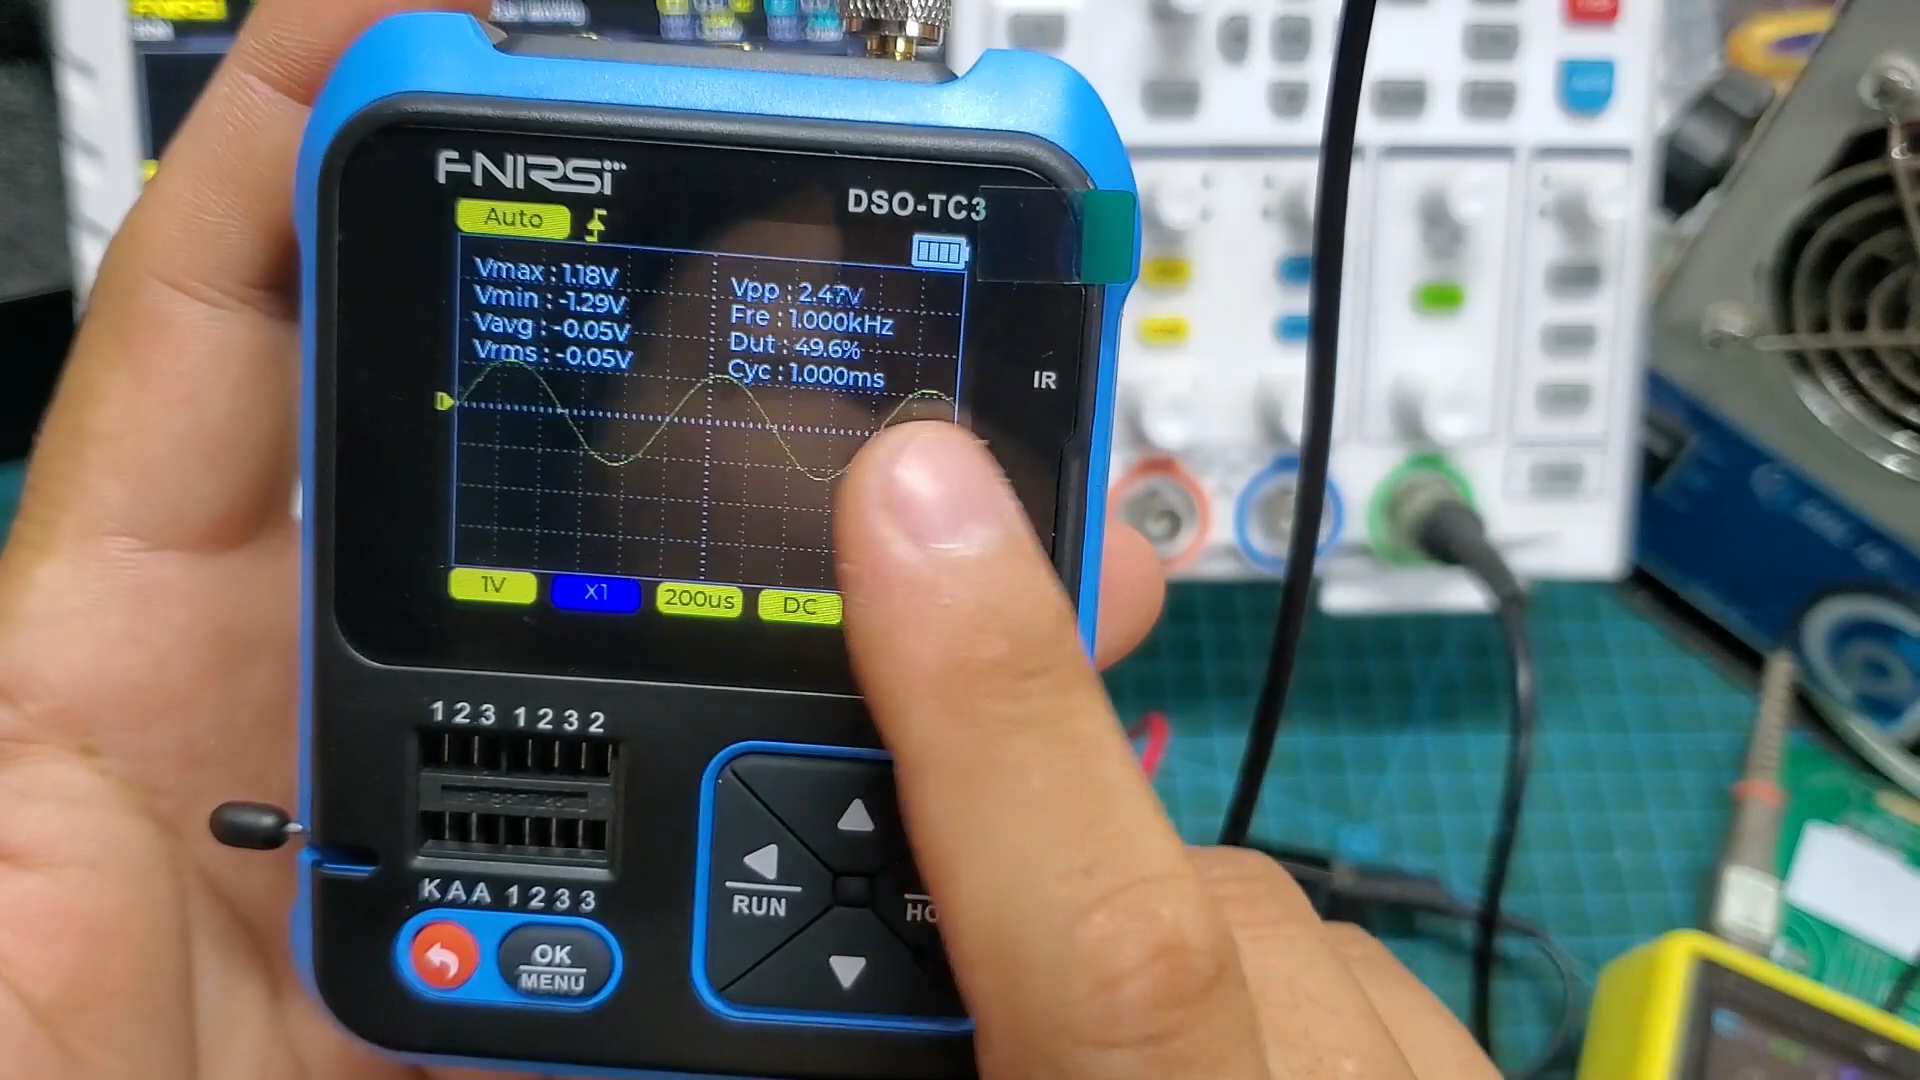 FNIRSI
FNIRSI
DSO-TC3
Auto
Vmax : 1.18V
Vmin : -1.29V
Vavg : -0.05V
Vrms : -0.05V
Vpp : 2.47V
Fre : 1.000kHz
Dut : 49.6%
Cyc : 1.000ms
IR
1V
X1
200us
DC
1 2 3 1 2 3 2
K A A 1 2 3 3
RUN
HO
OK
MENU